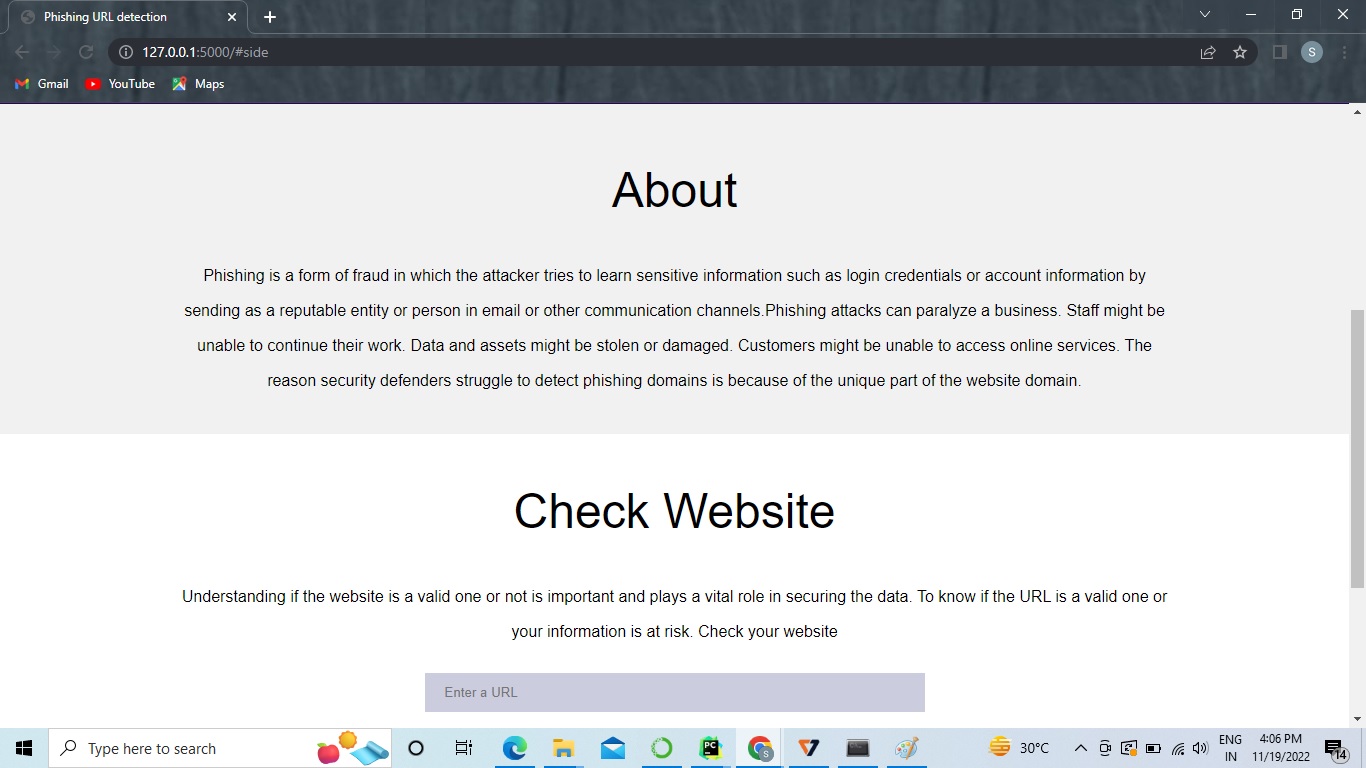 Phishing URL detection
127.0.0.1:5000/#side
S
Gmail
YouTube
Maps
About
Phishing is a form of fraud in which the attacker tries to learn sensitive information such as login credentials or account information by
sending as a reputable entity or person in email or other communication channels.Phishing attacks can paralyze a business. Staff might be
unable to continue their work. Data and assets might be stolen or damaged. Customers might be unable to access online services. The
reason security defenders struggle to detect phishing domains is because of the unique part of the website domain.
Check Website
Understanding if the website is a valid one or not is important and plays a vital role in securing the data. To know if the URL is a valid one or
your information is at risk. Check your website
Enter a URL
Type here to search
PC
S
30°C
ENG
IN
4:06 PM
11/19/2022
14